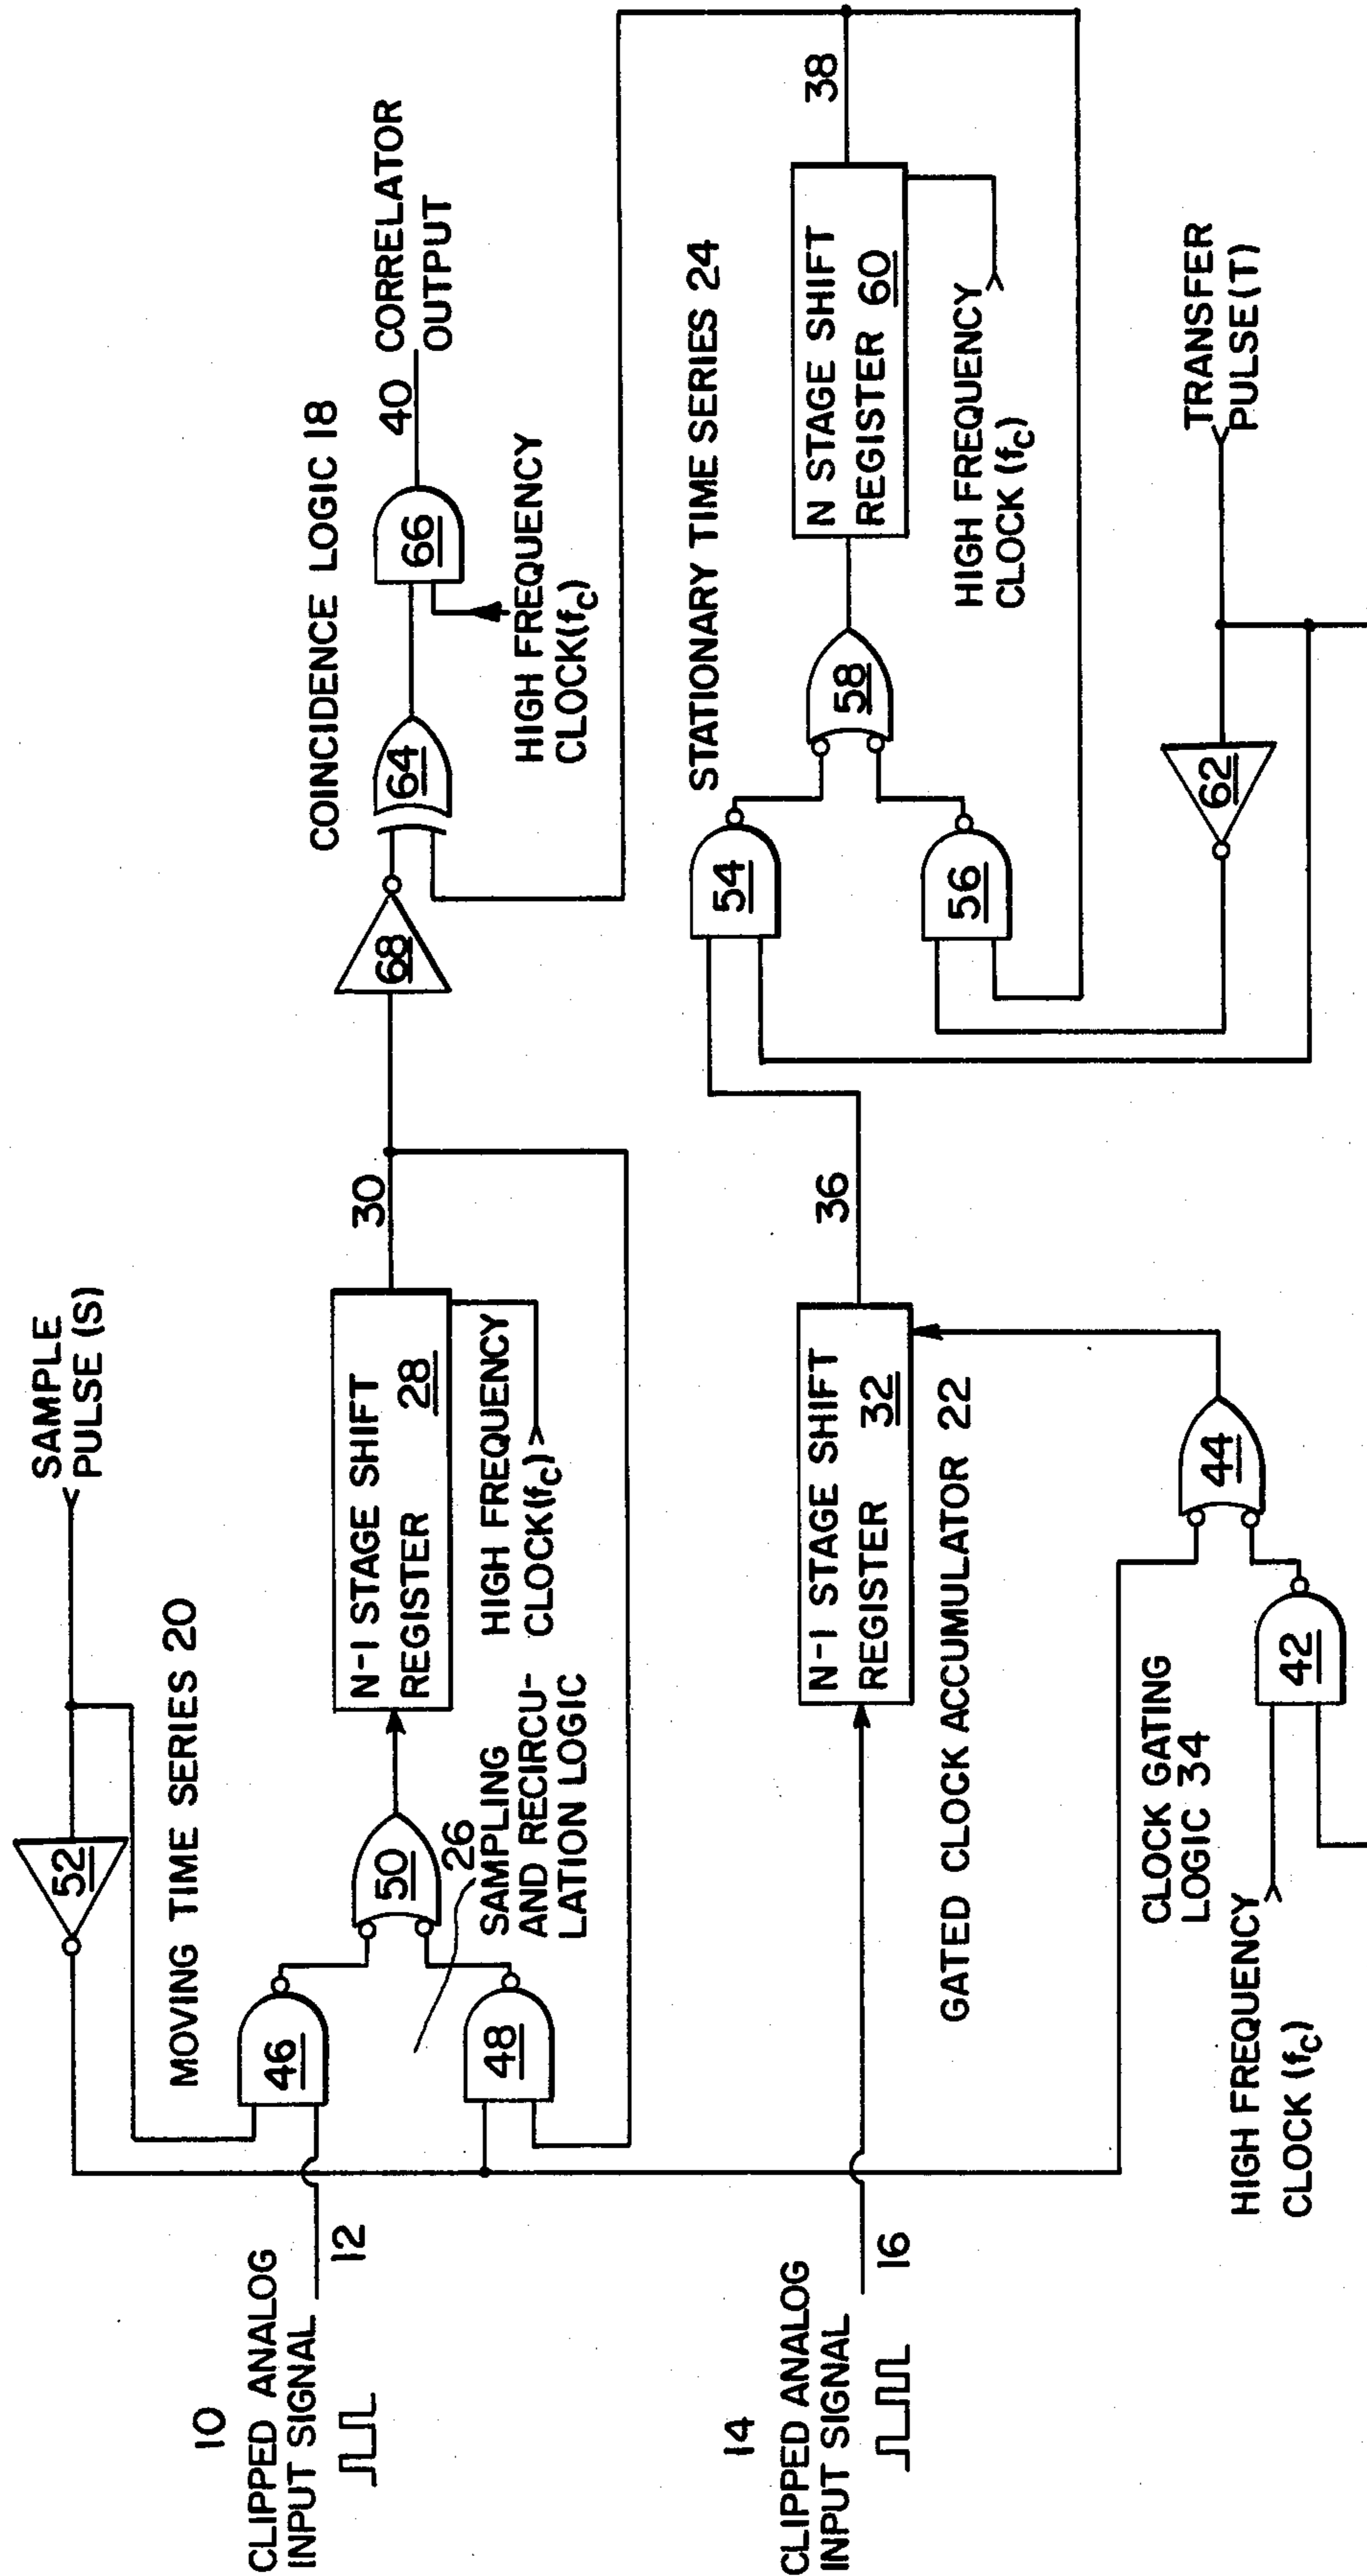 10
CLIPPED ANALOG
INPUT SIGNAL
12
14
CLIPPED ANALOG
INPUT SIGNAL
16
SAMPLE
PULSE (S)
52
MOVING TIME SERIES 20
46
48
50
26
SAMPLING
AND RECIRCU-
LATION LOGIC
N-1 STAGE SHIFT
REGISTER 28
HIGH FREQUENCY
CLOCK(fc)
30
68
COINCIDENCE LOGIC 18
64
66
HIGH FREQUENCY
CLOCK(fc)
40
CORRELATOR
OUTPUT
N-1 STAGE SHIFT
REGISTER 32
GATED CLOCK ACCUMULATOR 22
36
CLOCK GATING
LOGIC 34
HIGH FREQUENCY
CLOCK (fc)
42
44
STATIONARY TIME SERIES 24
54
56
58
N STAGE SHIFT
REGISTER 60
HIGH FREQUENCY
CLOCK (fc)
38
62
TRANSFER
PULSE(T)